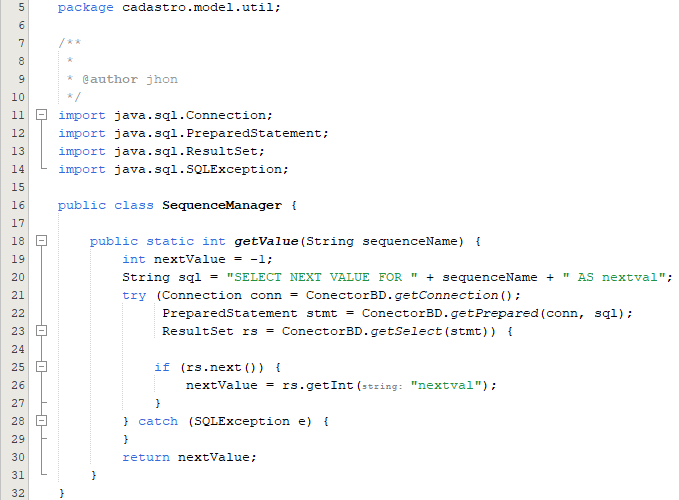 5 package cadastro.model.util;
6
7 /**
8 *
9 * @author jhon
10 */
11 import java.sql.Connection;
12 import java.sql.PreparedStatement;
13 import java.sql.ResultSet;
14 import java.sql.SQLException;
15
16 public class SequenceManager {
17
18 public static int getValue(String sequenceName) {
19 int nextValue = -1;
20 String sql = "SELECT NEXT VALUE FOR " + sequenceName + " AS nextval";
21 try (Connection conn = ConectorBD.getConnection();
22 PreparedStatement stmt = ConectorBD.getPrepared(conn, sql);
23 ResultSet rs = ConectorBD.getSelect(stmt)) {
24
25 if (rs.next()) {
26 nextValue = rs.getInt(string: "nextval");
27 }
28 } catch (SQLException e) {
29 }
30 return nextValue;
31 }
32 }